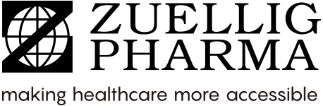 ZUELLIG
PHARMA
making healthcare more accessible